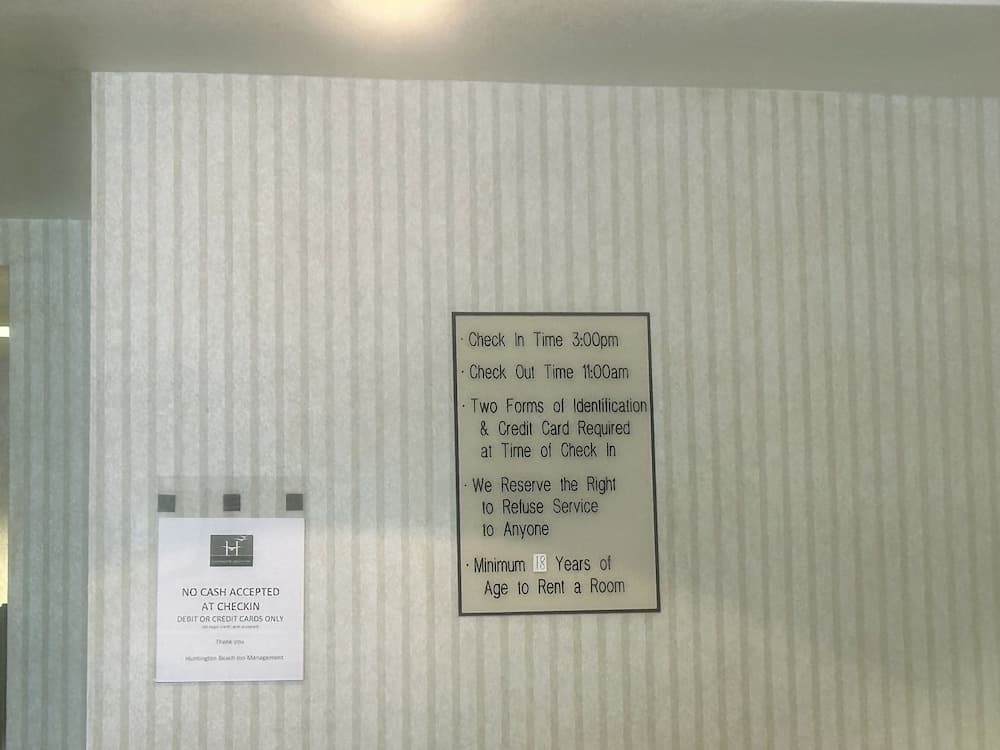 · Check In Time 3:00pm
· Check Out Time 11:00am
· Two Forms of Identification
& Credit Card Required
at Time of Check In
· We Reserve the Right
to Refuse Service
to Anyone
· Minimum 18 Years of
Age to Rent a Room
H
NO CASH ACCEPTED
AT CHECKIN
DEBIT OR CREDIT CARDS ONLY
Thank you
Huntington Beach Inn Management